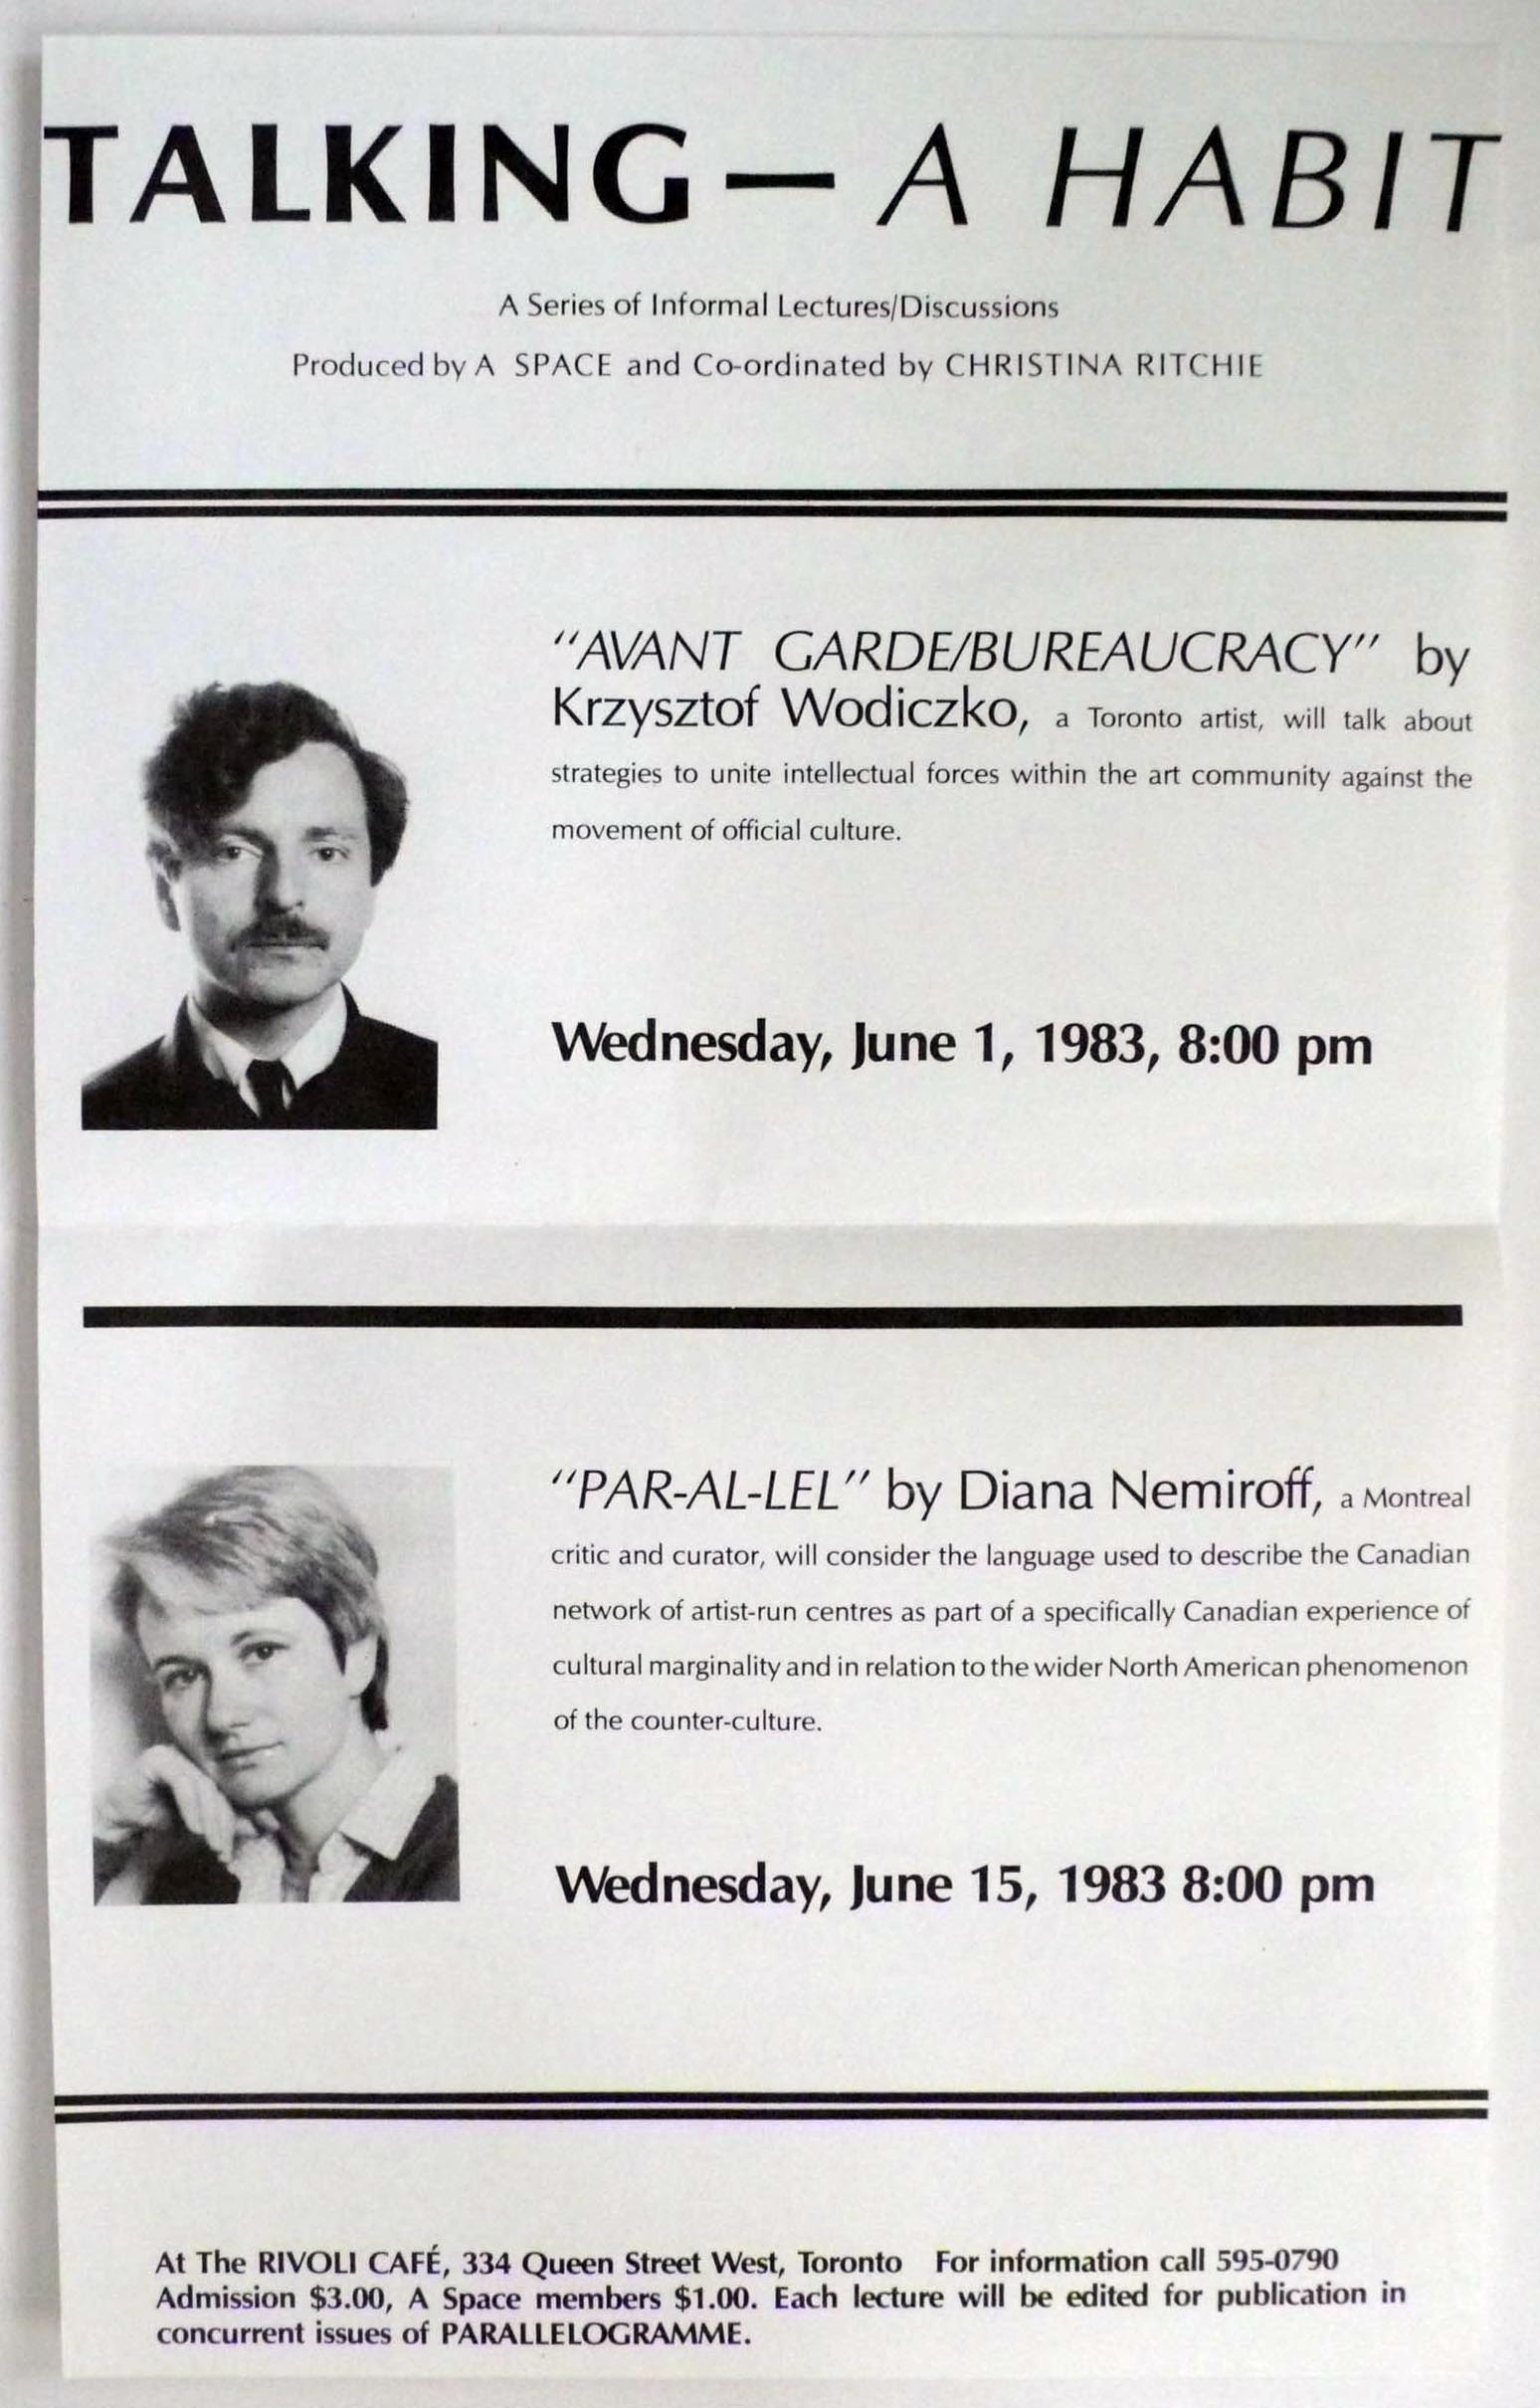 TALKING — A HABIT
A Series of Informal Lectures/Discussions
Produced by A SPACE and Co-ordinated by CHRISTINA RITCHIE
"AVANT GARDE/BUREAUCRACY" by
Krzysztof Wodiczko, a Toronto artist, will talk about
strategies to unite intellectual forces within the art community against the
movement of official culture.
Wednesday, June 1, 1983, 8:00 pm
"PAR-AL-LEL" by Diana Nemiroff, a Montreal
critic and curator, will consider the language used to describe the Canadian
network of artist-run centres as part of a specifically Canadian experience of
cultural marginality and in relation to the wider North American phenomenon
of the counter-culture.
Wednesday, June 15, 1983 8:00 pm
At The RIVOLI CAFÉ, 334 Queen Street West, Toronto For information call 595-0790
Admission $3.00, A Space members $1.00. Each lecture will be edited for publication in
concurrent issues of PARALLELOGRAMME.